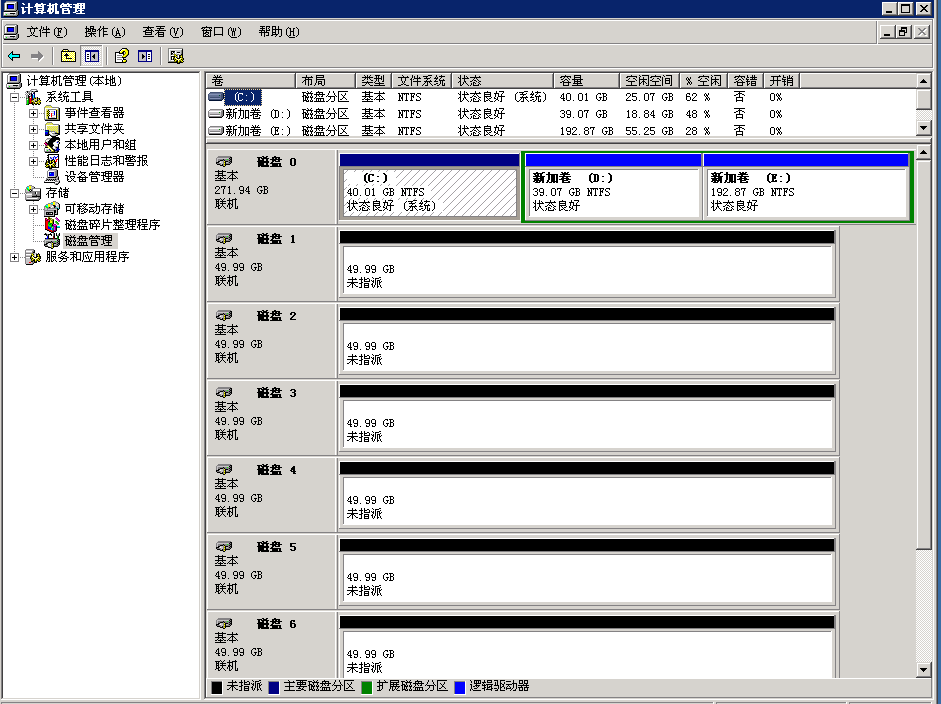 计算机管理
文件(F) 操作(A) 查看(V) 窗口(W) 帮助(H)
计算机管理(本地)
系统工具
事件查看器
共享文件夹
本地用户和组
性能日志和警报
设备管理器
存储
可移动存储
磁盘碎片整理程序
磁盘管理
服务和应用程序
卷 布局 类型 文件系统 状态 容量 空闲空间 % 空闲 容错 开销
(C:) 磁盘分区 基本 NTFS 状态良好 (系统) 40.01 GB 25.07 GB 62 % 否 0%
新加卷 (D:) 磁盘分区 基本 NTFS 状态良好 39.07 GB 18.84 GB 48 % 否 0%
新加卷 (E:) 磁盘分区 基本 NTFS 状态良好 192.87 GB 55.25 GB 28 % 否 0%
磁盘 0
基本
271.94 GB
联机
(C:)
40.01 GB NTFS
状态良好 (系统)
新加卷 (D:)
39.07 GB NTFS
状态良好
新加卷 (E:)
192.87 GB NTFS
状态良好
磁盘 1
基本
49.99 GB
联机
49.99 GB
未指派
磁盘 2
基本
49.99 GB
联机
49.99 GB
未指派
磁盘 3
基本
49.99 GB
联机
49.99 GB
未指派
磁盘 4
基本
49.99 GB
联机
49.99 GB
未指派
磁盘 5
基本
49.99 GB
联机
49.99 GB
未指派
磁盘 6
基本
49.99 GB
联机
49.99 GB
未指派
未指派 主要磁盘分区 扩展磁盘分区 逻辑驱动器